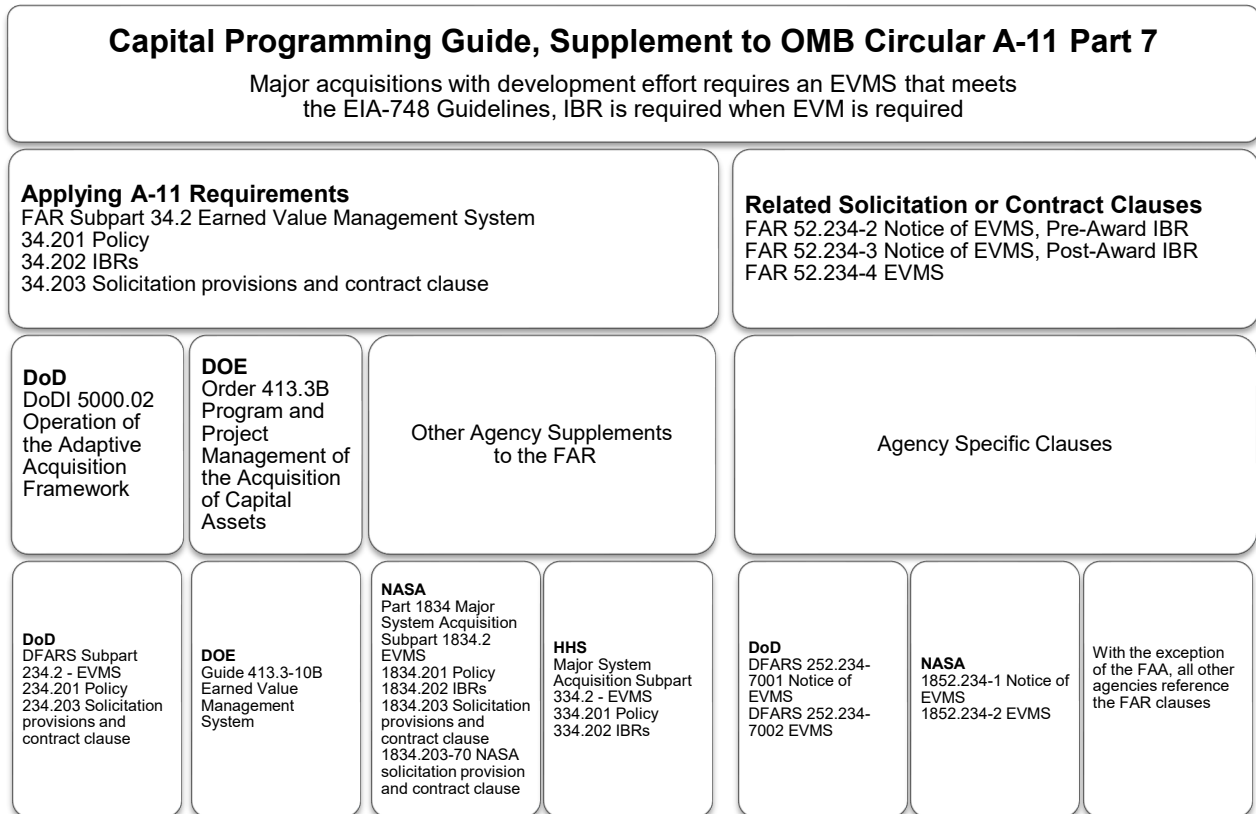 Capital Programming Guide, Supplement to OMB Circular A-11 Part 7
Major acquisitions with development effort requires an EVMS that meets
the EIA-748 Guidelines, IBR is required when EVM is required
Applying A-11 Requirements
FAR Subpart 34.2 Earned Value Management System
34.201 Policy
34.202 IBRs
34.203 Solicitation provisions and contract clause
Related Solicitation or Contract Clauses
FAR 52.234-2 Notice of EVMS, Pre-Award IBR
FAR 52.234-3 Notice of EVMS, Post-Award IBR
FAR 52.234-4 EVMS
DoD
DoDI 5000.02
Operation of
the Adaptive
Acquisition
Framework
DOE
Order 413.3B
Program and
Project
Management of
the Acquisition
of Capital
Assets
Other Agency Supplements
to the FAR
Agency Specific Clauses
DoD
DFARS Subpart
234.2 - EVMS
234.201 Policy
234.203 Solicitation
provisions and
contract clause
DOE
Guide 413.3-10B
Earned Value
Management
System
NASA
Part 1834 Major
System Acquisition
Subpart 1834.2
EVMS
1834.201 Policy
1834.202 IBRs
1834.203 Solicitation
provisions and
contract clause
1834.203-70 NASA
solicitation provision
and contract clause
HHS
Major System
Acquisition Subpart
334.2 - EVMS
334.201 Policy
334.202 IBRs
DoD
DFARS 252.234-
7001 Notice of
EVMS
DFARS 252.234-
7002 EVMS
NASA
1852.234-1 Notice of
EVMS
1852.234-2 EVMS
With the exception
of the FAA, all other
agencies reference
the FAR clauses